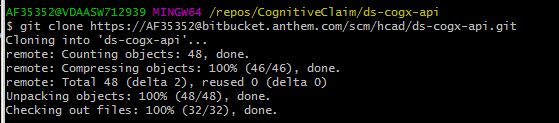 AF35352@VDAASW712939 MINGW64 /repos/CognitiveClaim/ds-cogx-api
$ git clone https://AF35352@bitbucket.anthem.com/scm/hcad/ds-cogx-api.git
Cloning into 'ds-cogx-api'...
remote: Counting objects: 48, done.
remote: Compressing objects: 100% (46/46), done.
remote: Total 48 (delta 2), reused 0 (delta 0)
Unpacking objects: 100% (48/48), done.
Checking out files: 100% (32/32), done.